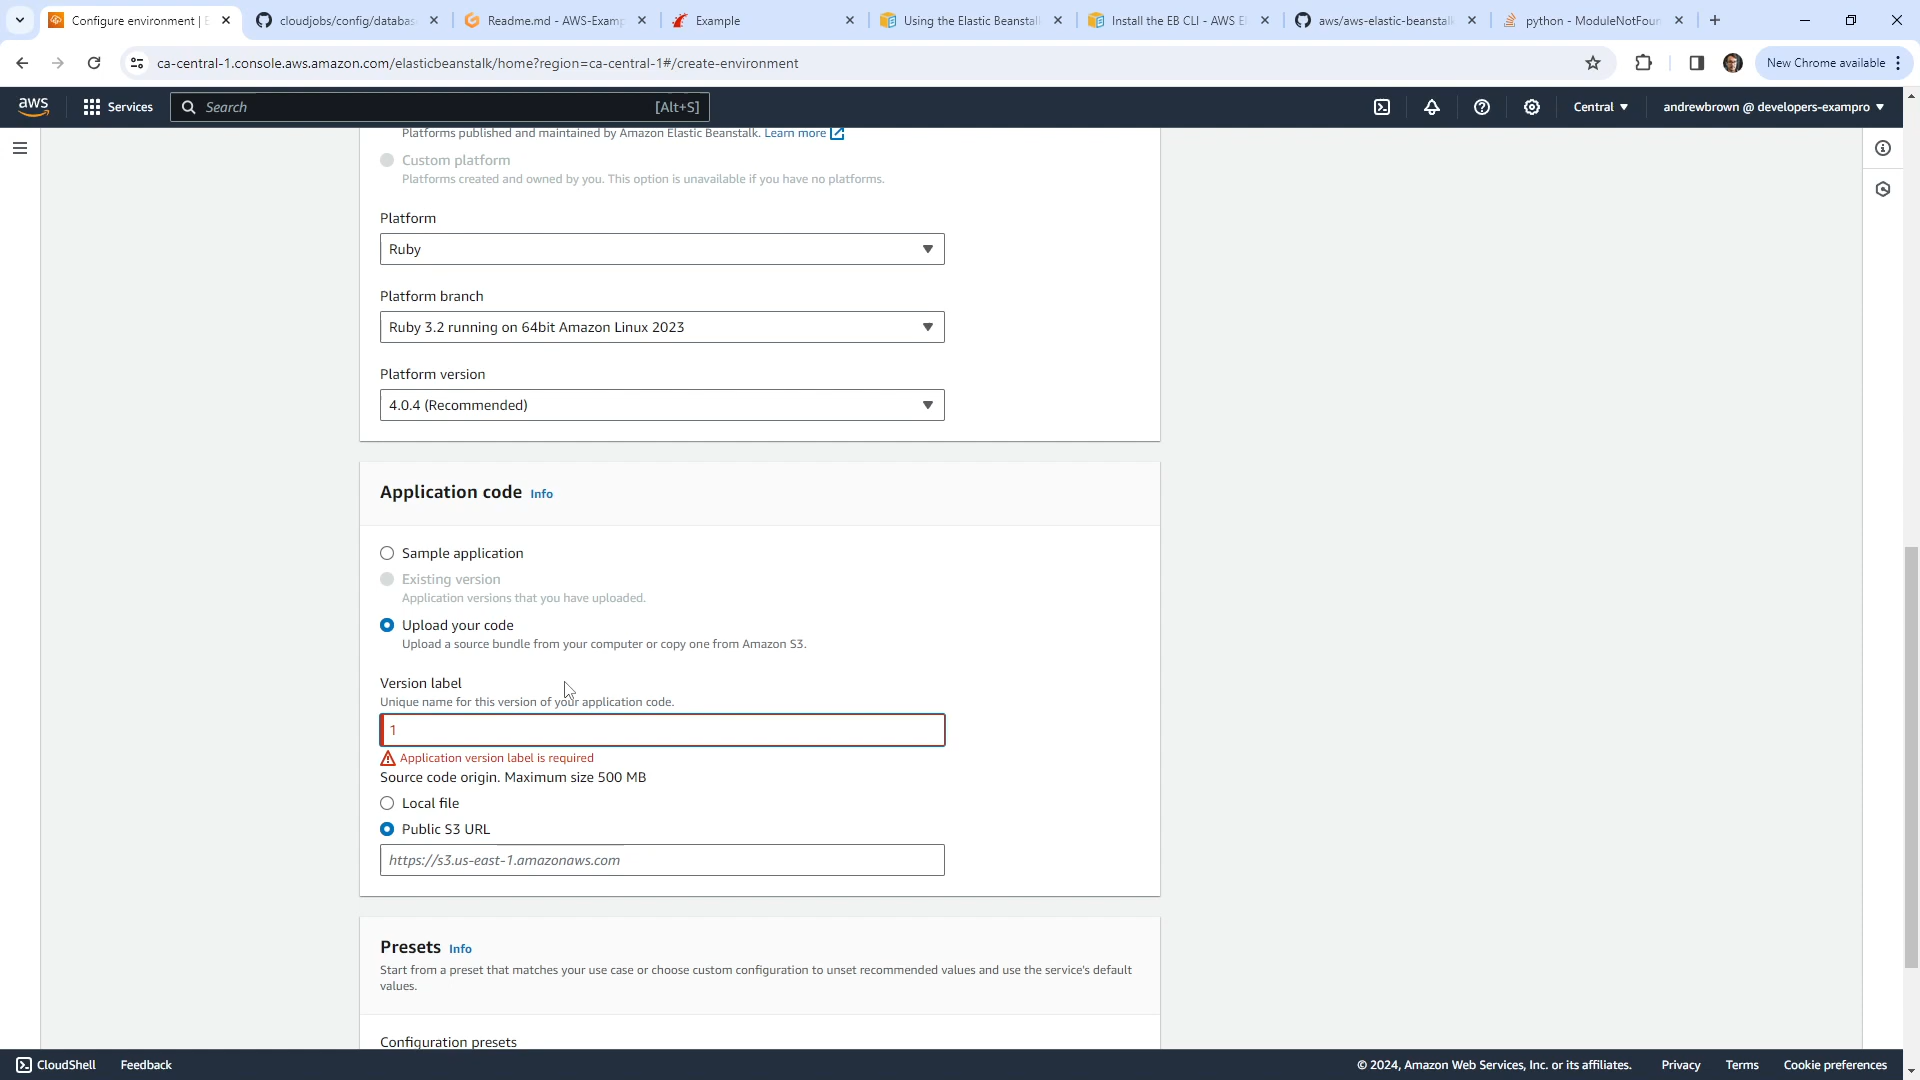 Configure environment | E
cloudjobs/config/databas
Readme.md - AWS-Examp
Example
Using the Elastic Beanstal
Install the EB CLI - AWS El
aws/aws-elastic-beanstalk
python - ModuleNotFoun
ca-central-1.console.aws.amazon.com/elasticbeanstalk/home?region=ca-central-1#/create-environment
New Chrome available
aws
Services
Search
[Alt+S]
Central
andrewbrown @ developers-exampro
Platforms published and maintained by Amazon Elastic Beanstalk. Learn more
Custom platform
Platforms created and owned by you. This option is unavailable if you have no platforms.
Platform
Ruby
Platform branch
Ruby 3.2 running on 64bit Amazon Linux 2023
Platform version
4.0.4 (Recommended)
Application code Info
Sample application
Existing version
Application versions that you have uploaded.
Upload your code
Upload a source bundle from your computer or copy one from Amazon S3.
Version label
Unique name for this version of your application code.
1
Application version label is required
Source code origin. Maximum size 500 MB
Local file
Public S3 URL
https://s3.us-east-1.amazonaws.com
Presets Info
Start from a preset that matches your use case or choose custom configuration to unset recommended values and use the service's default
values.
Configuration presets
CloudShell
Feedback
© 2024, Amazon Web Services, Inc. or its affiliates.
Privacy
Terms
Cookie preferences